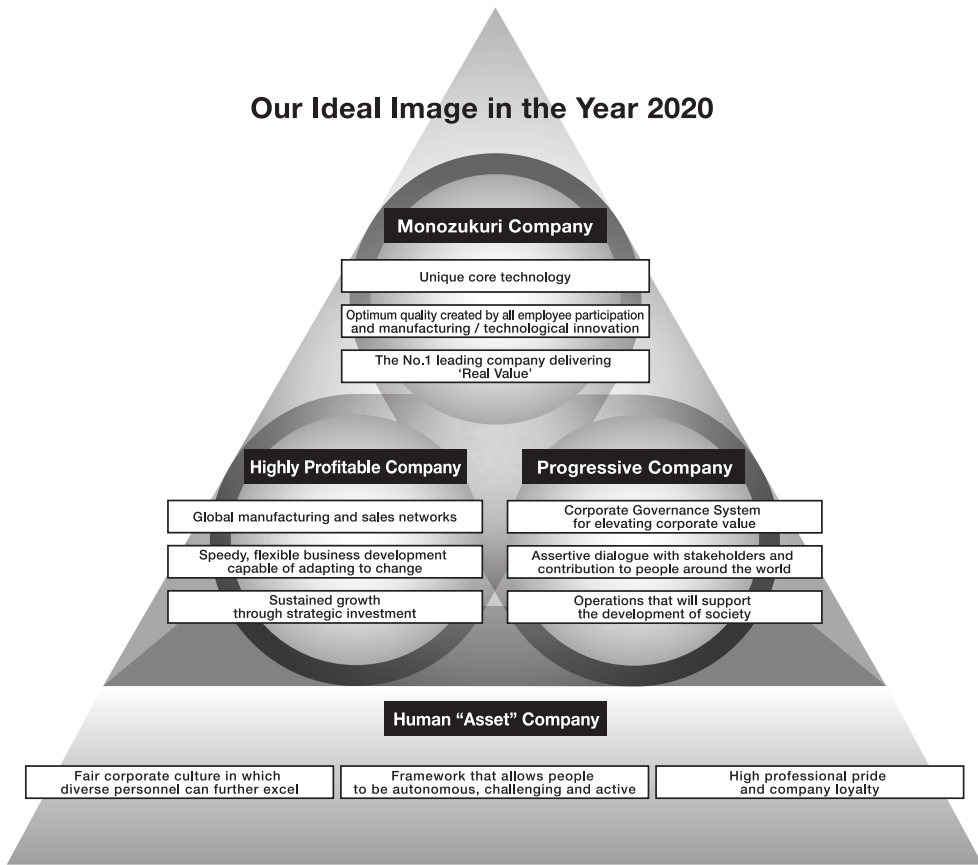 Our Ideal Image in the Year 2020
Monozukuri Company
Unique core technology
Optimum quality created by all employee participation
and manufacturing / technological innovation
The No.1 leading company delivering
‘Real Value’
Highly Profitable Company
Global manufacturing and sales networks
Speedy, flexible business development
capable of adapting to change
Sustained growth
through strategic investment
Progressive Company
Corporate Governance System
for elevating corporate value
Assertive dialogue with stakeholders and
contribution to people around the world
Operations that will support
the development of society
Human “Asset” Company
Fair corporate culture in which
diverse personnel can further excel
Framework that allows people
to be autonomous, challenging and active
High professional pride
and company loyalty